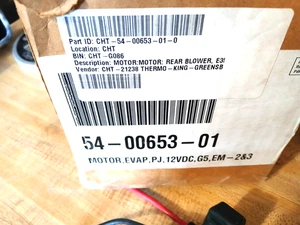 Part ID: CHT-54-00653-01-0
Location: CHT
BIN: CHT-G086
Description: MOTOR:MOTOR: REAR BLOWER, E3!
Vendor: CHT-21238 THERMO-KING-GREENSB
54-00653-01
MOTOR,EVAP,PJ,12VDC,G5,EM-2&3